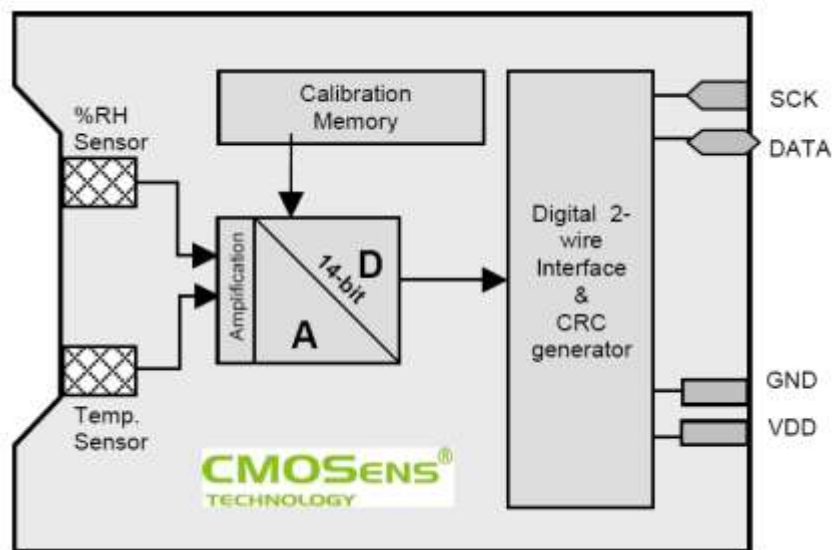 %RH
Sensor
Calibration
Memory
SCK
DATA
Amplification
14-bit
D
A
Digital 2-
wire
Interface
&
CRC
generator
GND
VDD
Temp.
Sensor
CMOSENS®
TECHNOLOGY